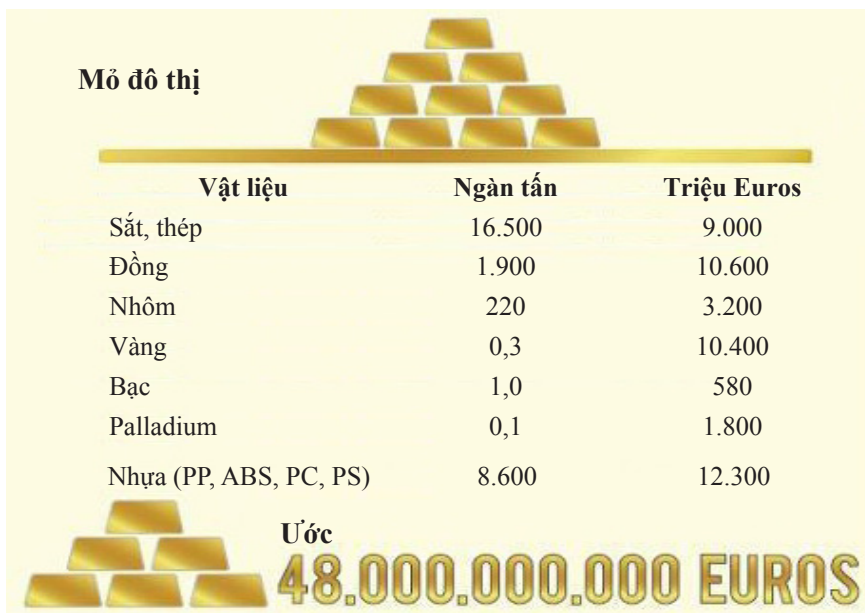 Mỏ đô thị
Vật liệu Ngàn tấn Triệu Euros
Sắt, thép 16.500 9.000
Đồng 1.900 10.600
Nhôm 220 3.200
Vàng 0,3 10.400
Bạc 1,0 580
Palladium 0,1 1.800
Nhựa (PP, ABS, PC, PS) 8.600 12.300
Ước
48.000.000.000 EUROS